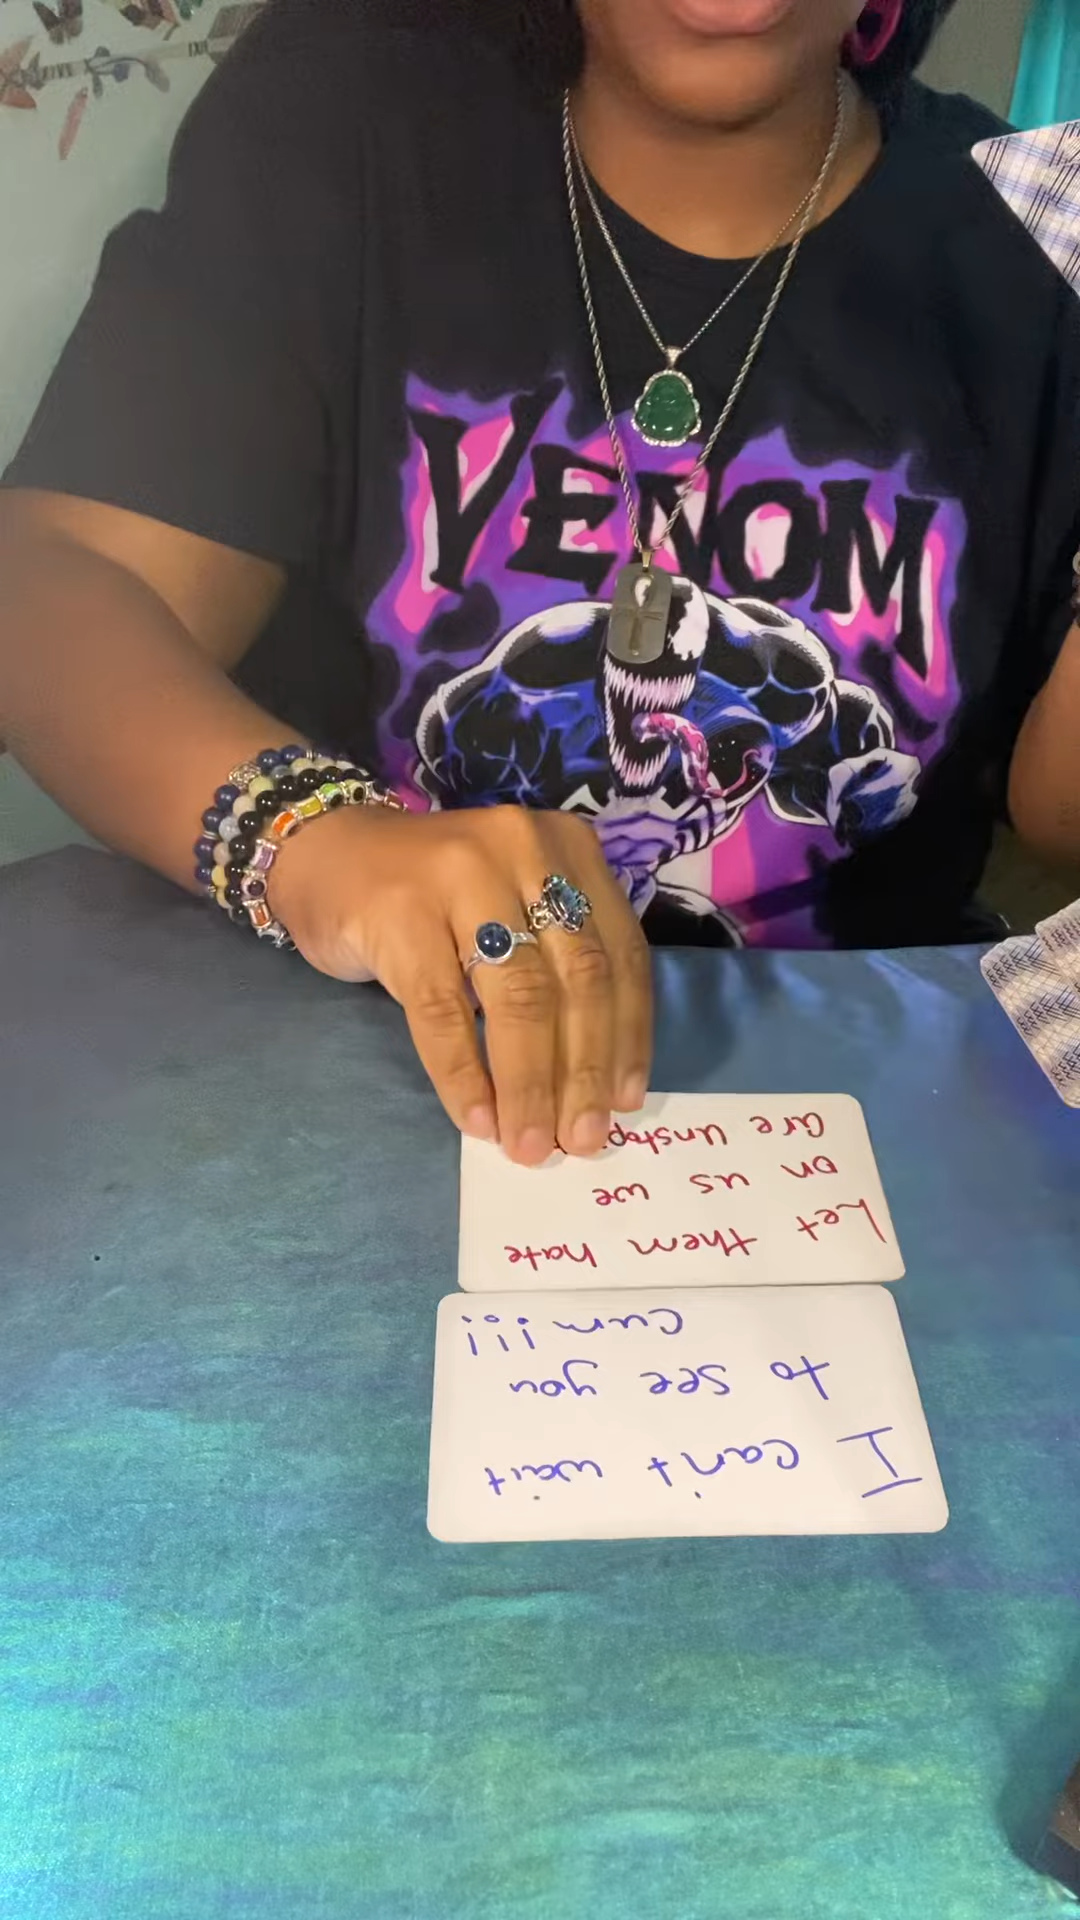 VENOM
Let them hate
on us we
are
I can't wait
to see you
cum !!!